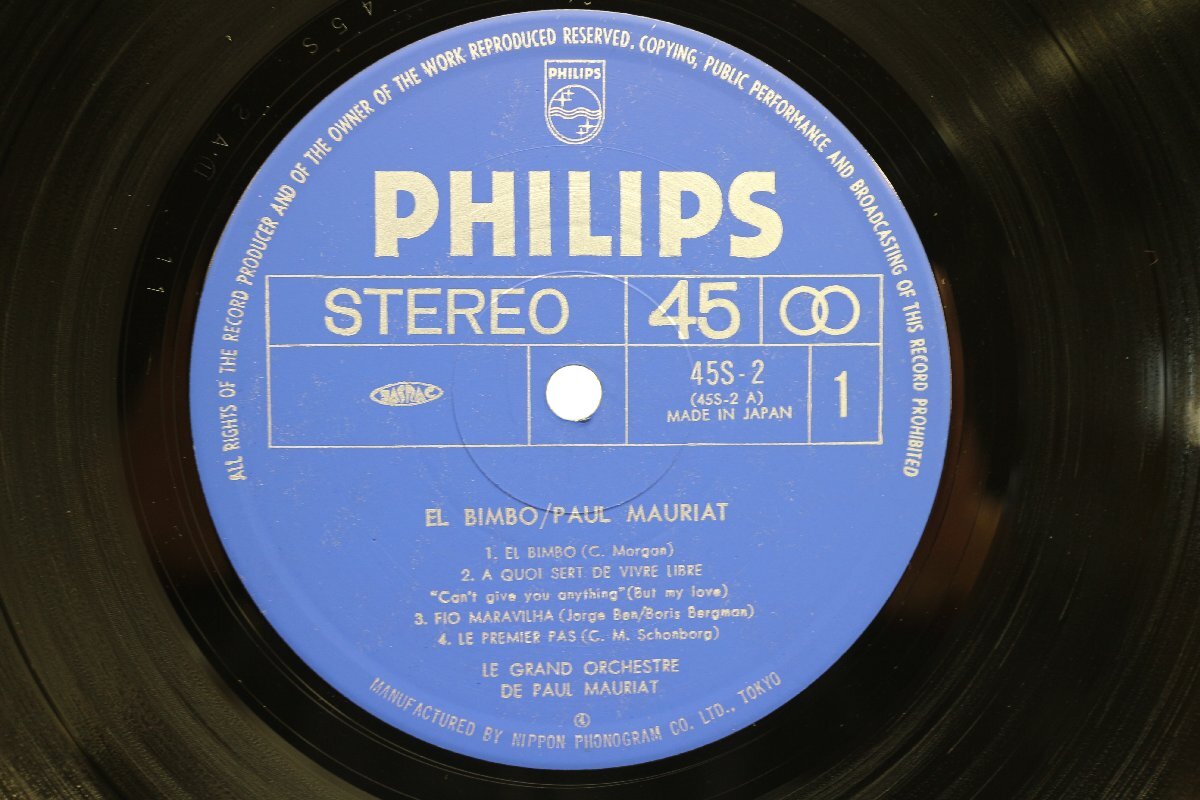 ALL RIGHTS OF THE RECORD PRODUCER AND OF THE OWNER OF THE WORK REPRODUCED RESERVED. COPYING, PUBLIC PERFORMANCE AND BROADCASTING OF THIS RECORD PROHIBITED
PHILIPS
PHILIPS
STEREO
45
JASRAC
45S-2
(45S-2 A)
MADE IN JAPAN
1
EL BIMBO/PAUL MAURIAT
1. EL BIMBO (C. Morgan)
2. A QUOI SERT DE VIVRE LIBRE
"Can't give you anything" (But my love)
3. FIO MARAVILHA (Jorge Ben/Boris Bergman)
4. LE PREMIER PAS (C. M. Schonberg)
LE GRAND ORCHESTRE
DE PAUL MAURIAT
MANUFACTURED BY NIPPON PHONOGRAM CO. LTD., TOKYO